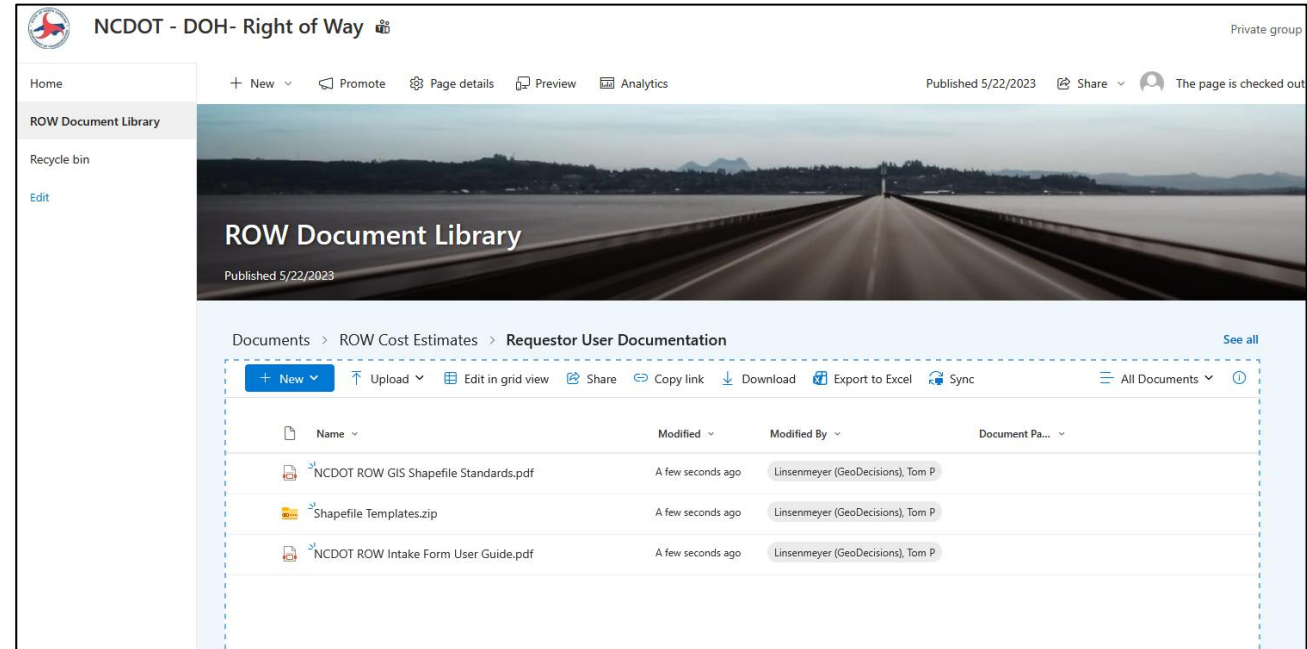 NCDOT - DOH- Right of Way
Private group
Home
ROW Document Library
Recycle bin
Edit
New Promote Page details Preview Analytics Published 5/22/2023 Share The page is checked out
ROW Document Library
Published 5/22/2023
Documents > ROW Cost Estimates > Requestor User Documentation See all
+ New Upload Edit in grid view Share Copy link Download Export to Excel Sync All Documents
Name Modified Modified By Document Pa...
NCDOT ROW GIS Shapefile Standards.pdf A few seconds ago Linsenmeyer (GeoDecisions), Tom P
Shapefile Templates.zip A few seconds ago Linsenmeyer (GeoDecisions), Tom P
NCDOT ROW Intake Form User Guide.pdf A few seconds ago Linsenmeyer (GeoDecisions), Tom P